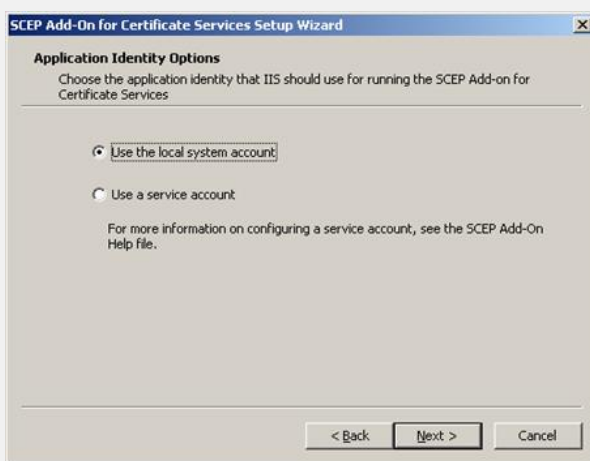 SCEP Add-On for Certificate Services Setup Wizard
Application Identity Options
Choose the application identity that IIS should use for running the SCEP Add-on for
Certificate Services
Use the local system account
Use a service account
For more information on configuring a service account, see the SCEP Add-On
Help file.
< Back Next > Cancel